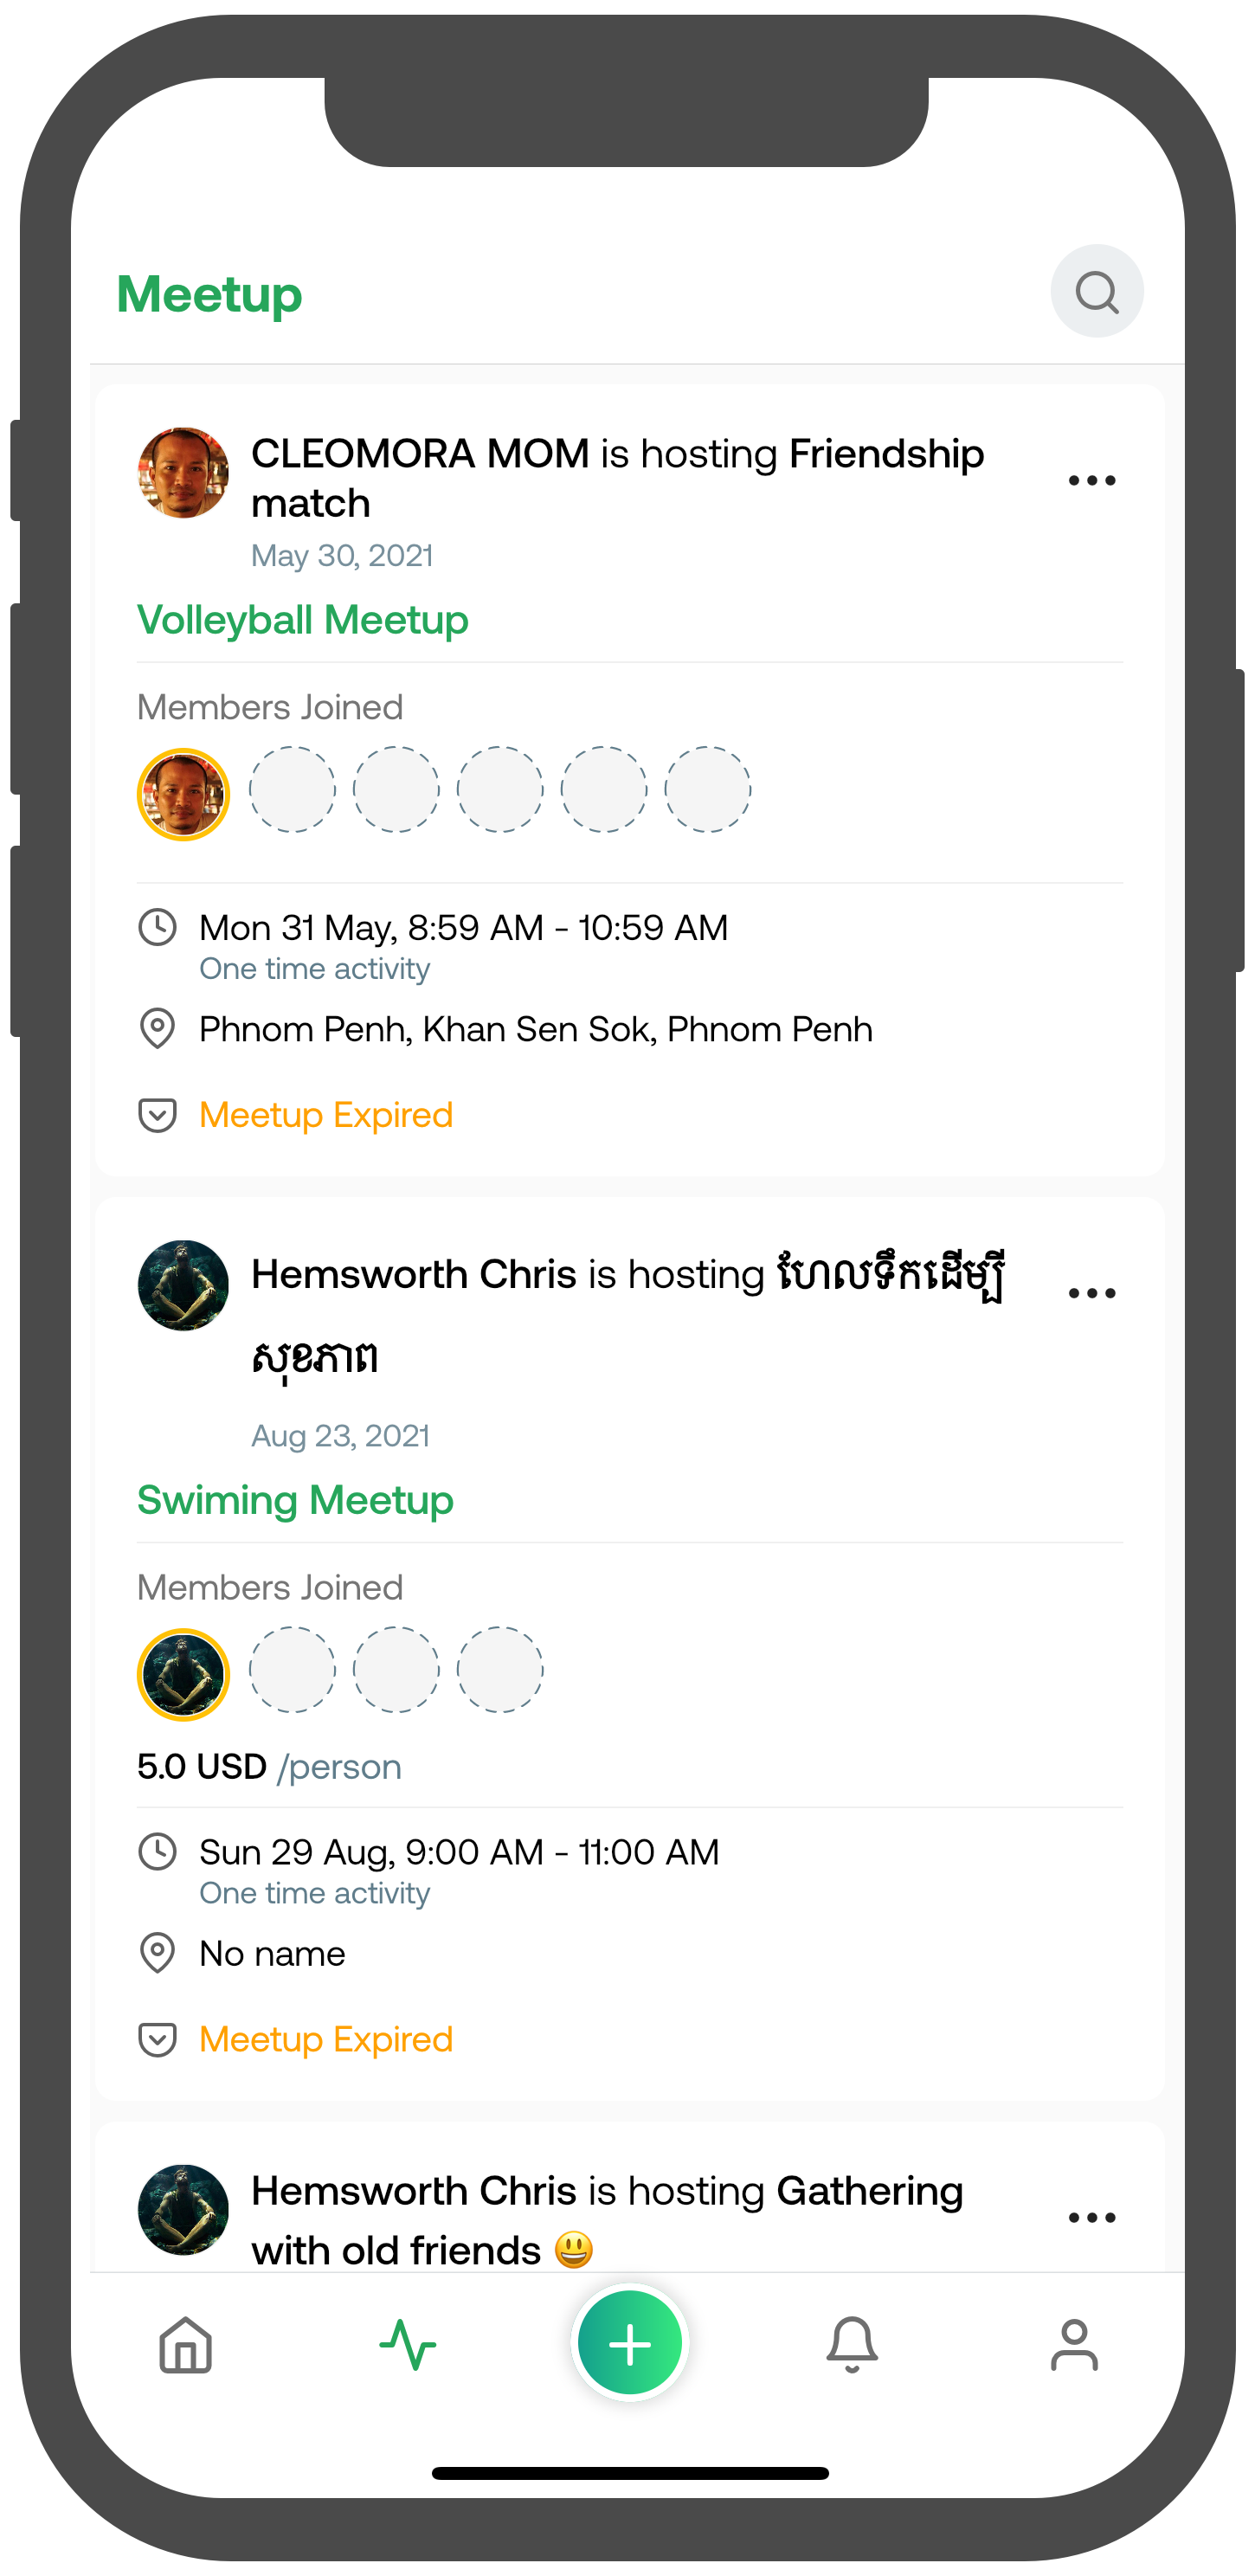 Meetup
CLEOMORA MOM is hosting Friendship
match
May 30, 2021
Volleyball Meetup
Members Joined
Mon 31 May, 8:59 AM - 10:59 AM
One time activity
Phnom Penh, Khan Sen Sok, Phnom Penh
Meetup Expired
Hemsworth Chris is hosting ហែលទឹកដើម្បី
សុខភាព
Aug 23, 2021
Swiming Meetup
Members Joined
5.0 USD /person
Sun 29 Aug, 9:00 AM - 11:00 AM
One time activity
No name
Meetup Expired
Hemsworth Chris is hosting Gathering
with old friends 😃